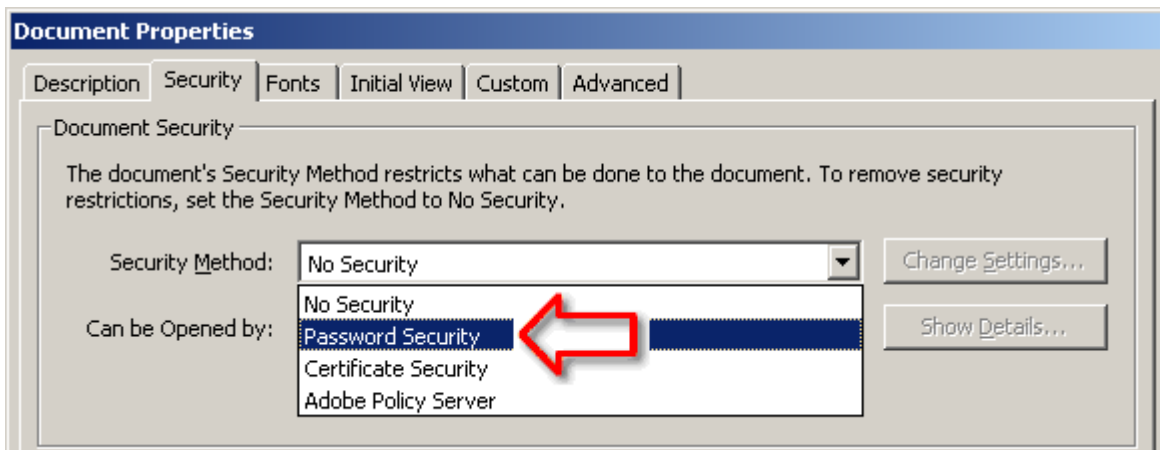 Document Properties
Description Security Fonts Initial View Custom Advanced
Document Security
The document's Security Method restricts what can be done to the document. To remove security
restrictions, set the Security Method to No Security.
Security Method: No Security Change Settings...
No Security
Can be Opened by: Password Security Show Details...
Certificate Security
Adobe Policy Server